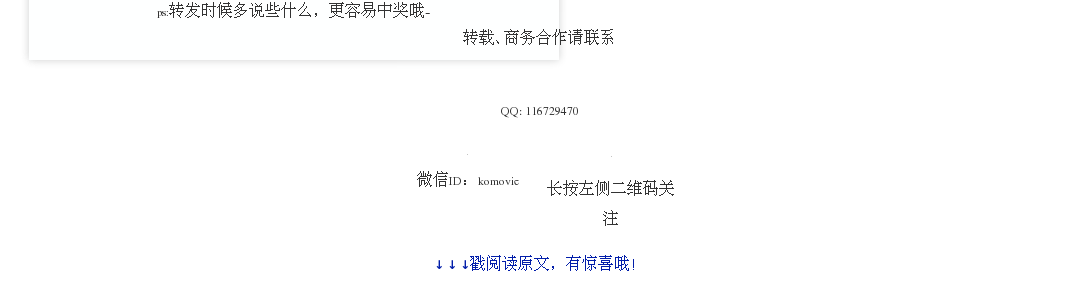 ps:转发时候多说些什么，更容易中奖哦~
转载、商务合作请联系
QQ: 116729470
微信ID： komovie
长按左侧二维码关
注
↓↓↓戳阅读原文，有惊喜哦！